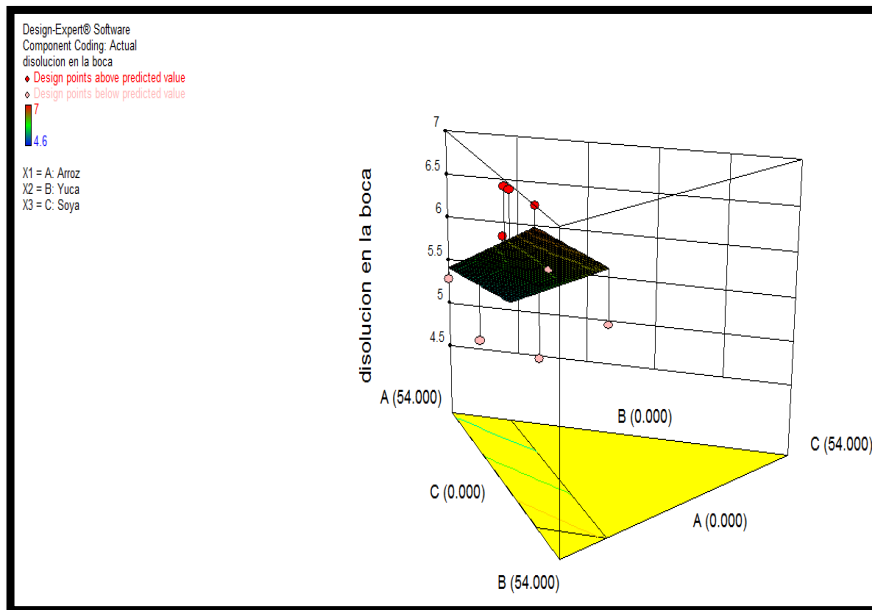 Design-Expert® Software
Component Coding: Actual
disolucion en la boca
Design points above predicted value
Design points below predicted value
7
4.6
X1 = A: Arroz
X2 = B: Yuca
X3 = C: Soya
7
6.5
6
5.5
5
4.5
disolucion en la boca
A (54.000)
B (0.000)
C (54.000)
C (0.000)
A (0.000)
B (54.000)